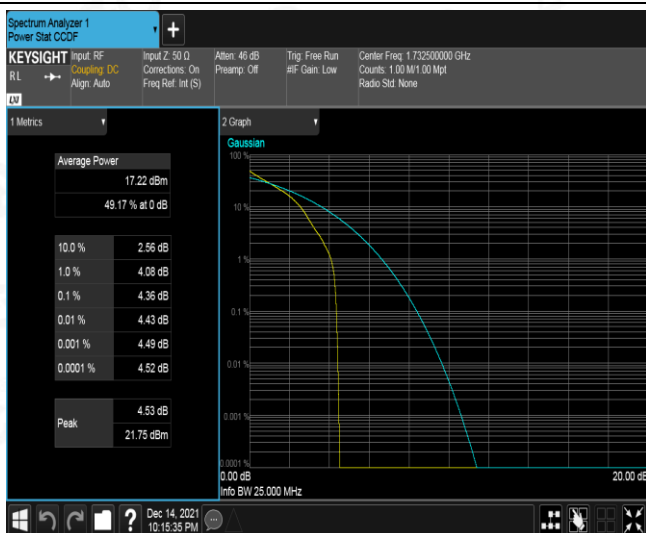 Spectrum Analyzer 1
Power Stat CCDF
+
KEYSIGHT Input: RF Input Z: 50 Ω Atten: 46 dB Trig: Free Run Center Freq: 1.732500000 GHz
RL Coupling: DC Corrections: On Preamp: Off #IF Gain: Low Counts: 1.00 M/1.00 Mpt
Align: Auto Freq Ref: Int (S) Radio Std: None
LXI
1 Metrics
2 Graph
Average Power
17.22 dBm
49.17 % at 0 dB
10.0 % 2.56 dB
1.0 % 4.08 dB
0.1 % 4.36 dB
0.01 % 4.43 dB
0.001 % 4.49 dB
0.0001 % 4.52 dB
Peak 4.53 dB
21.75 dBm
Gaussian
100 %
10 %
1 %
0.1 %
0.01 %
0.001 %
0.0001 %
0.00 dB 20.00 dB
Info BW 25.000 MHz
? Dec 14, 2021
10:15:35 PM